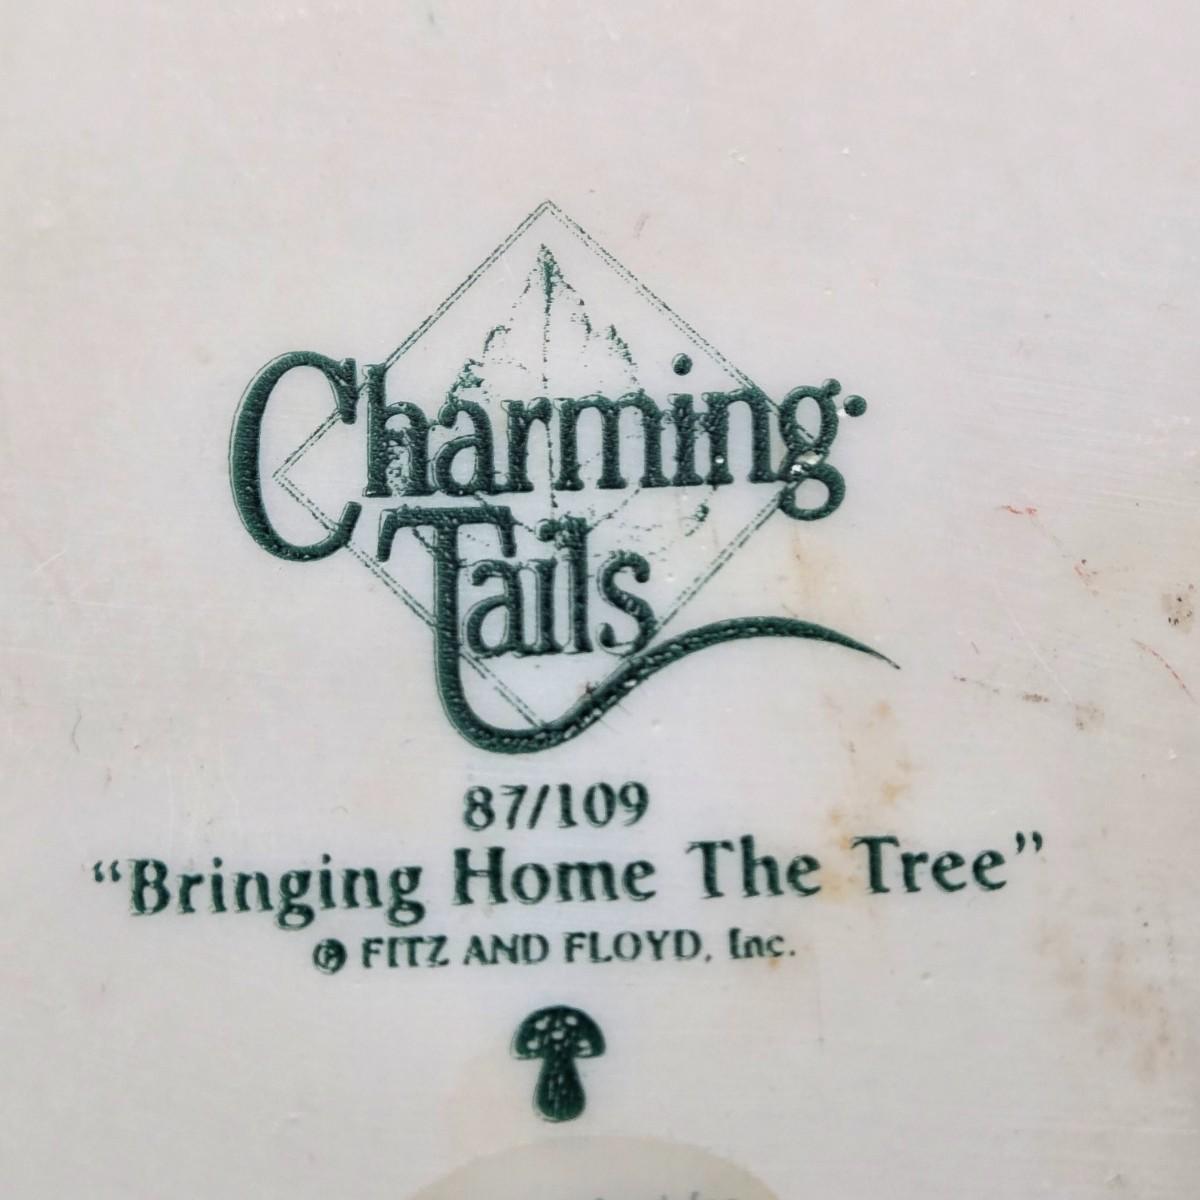 Charming
Tails
87/109
“Bringing Home The Tree”
® FITZ AND FLOYD, Inc.